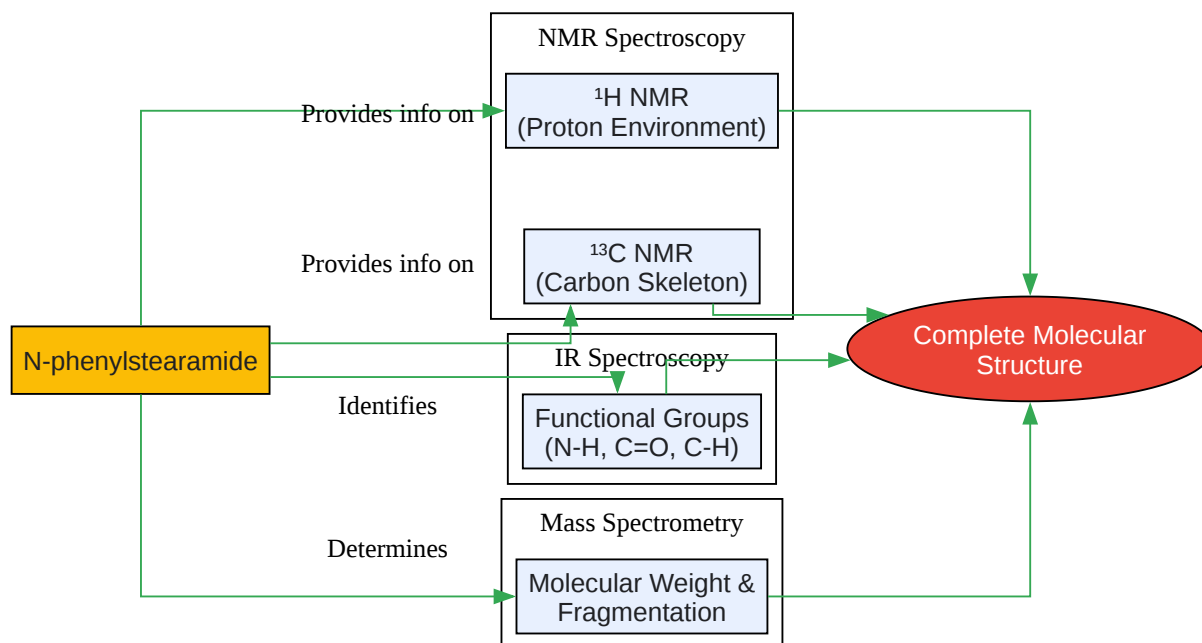 NMR Spectroscopy
Provides info on
¹H NMR
(Proton Environment)
Provides info on
¹³C NMR
(Carbon Skeleton)
N-phenylstearamide
Complete Molecular
Structure
IR Spectroscopy
Identifies
Functional Groups
(N-H, C=O, C-H)
Mass Spectrometry
Determines
Molecular Weight &
Fragmentation